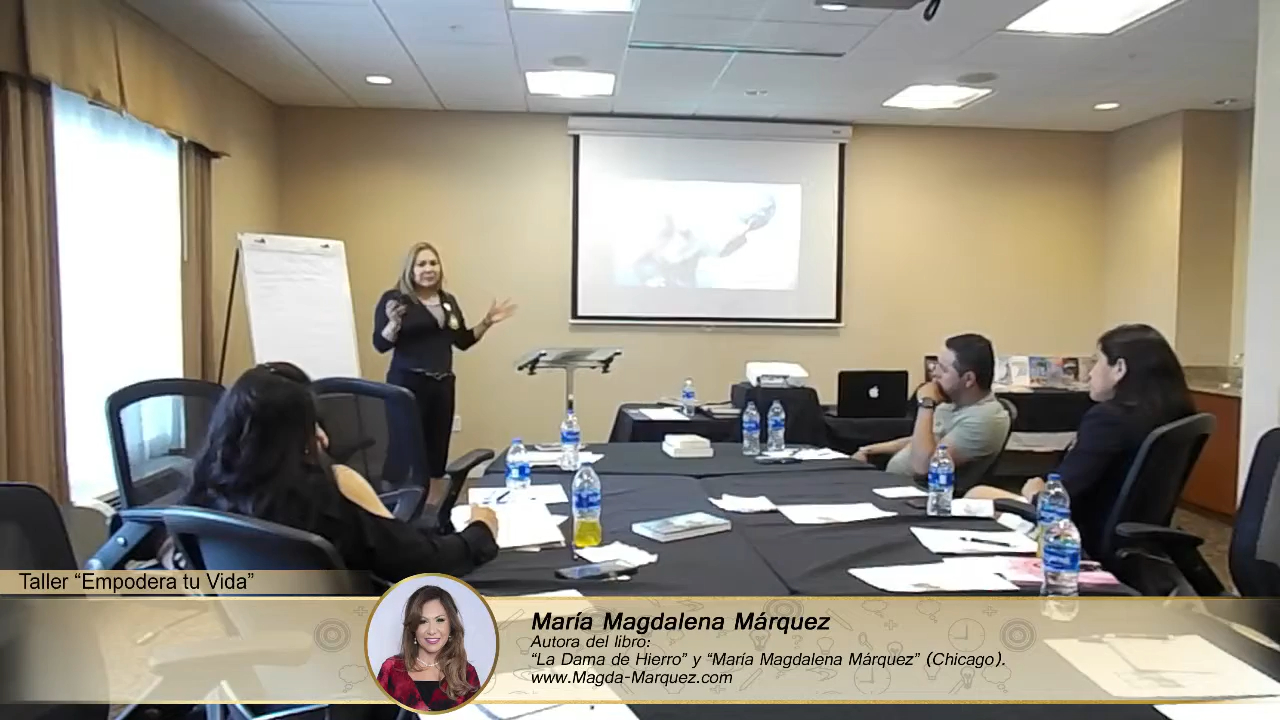 Taller “Empodera tu Vida”
María Magdalena Márquez
Autora del libro:
“La Dama de Hierro” y “María Magdalena Márquez” (Chicago).
www.Magda-Marquez.com